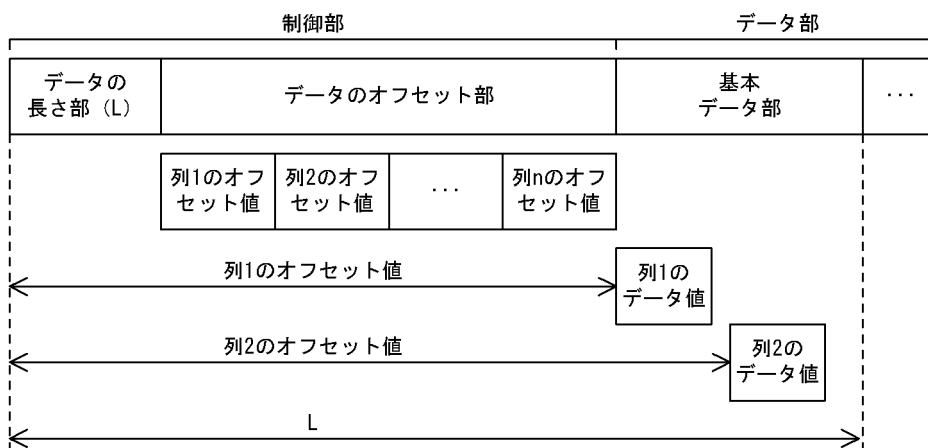 制御部
データ部
データの
長さ部（L）
データのオフセット部
基本
データ部
...
列1のオフ
セット値
列2のオフ
セット値
...
列nのオフ
セット値
列1のオフセット値
列1の
データ値
列2のオフセット値
列2の
データ値
L